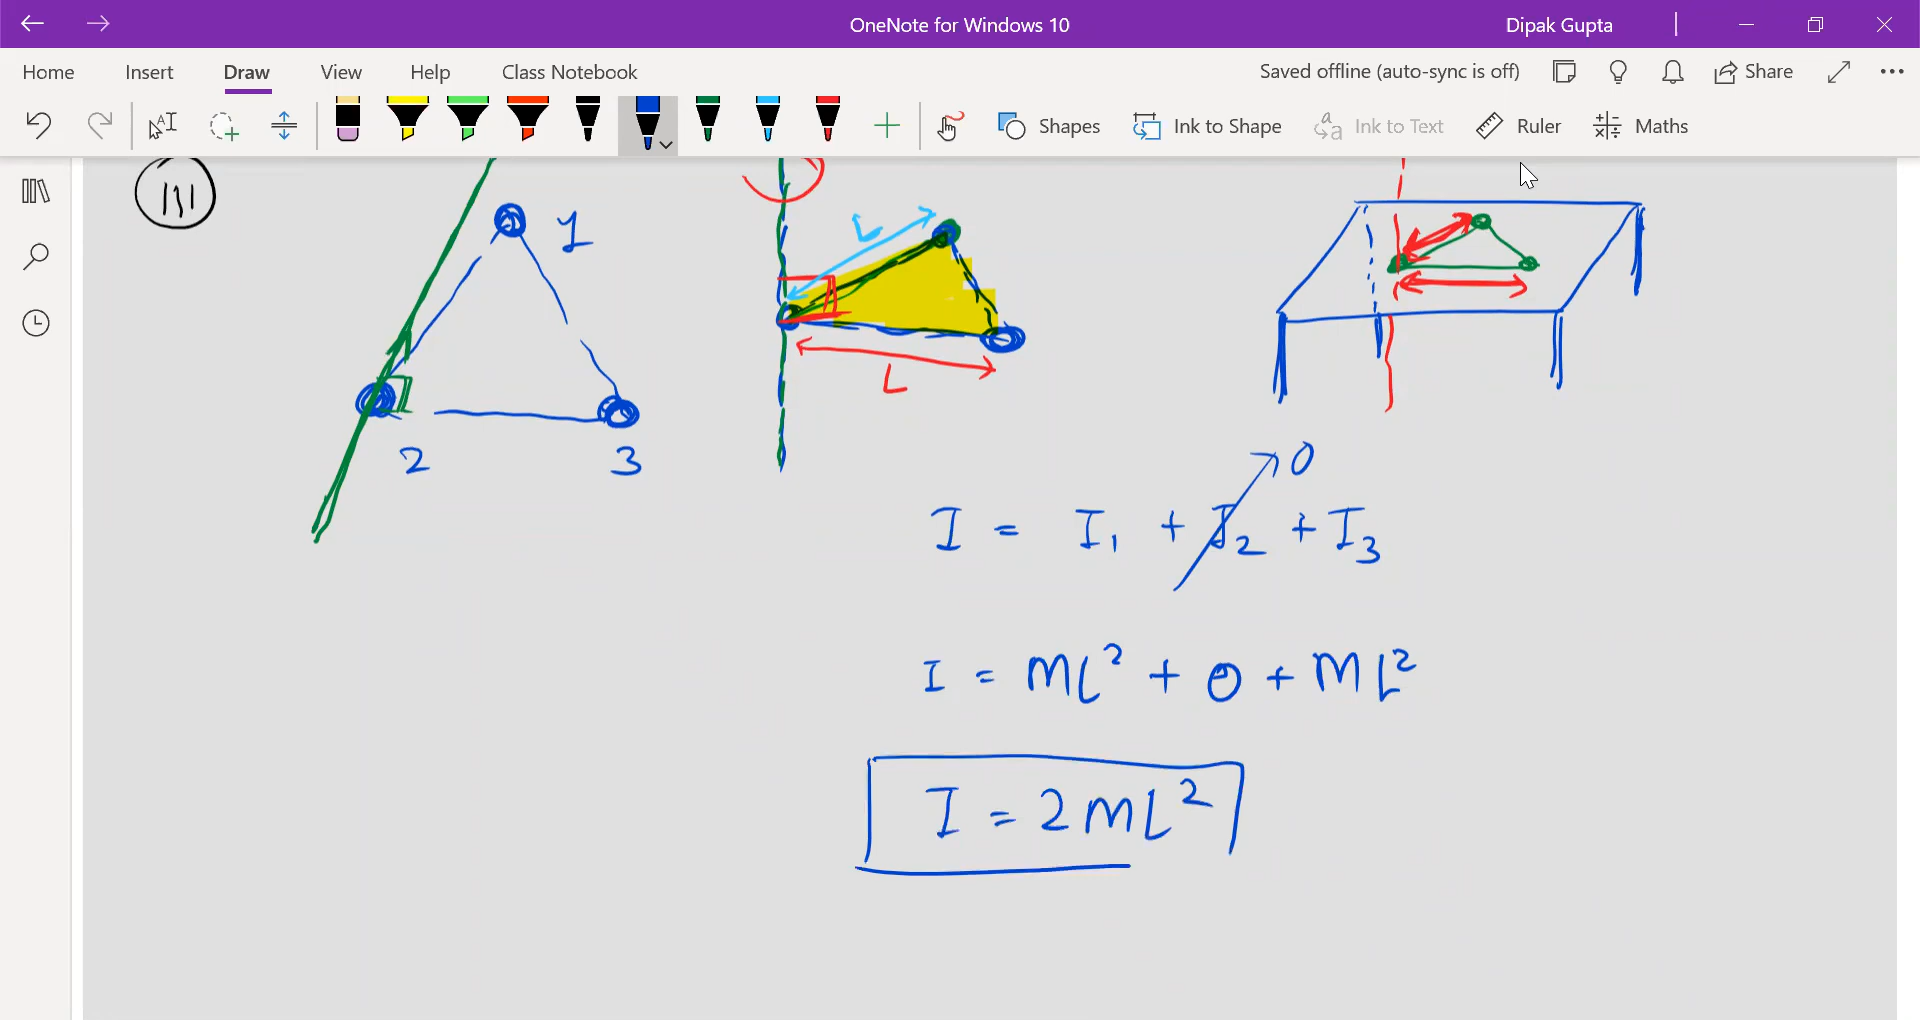 OneNote for Windows 10
Dipak Gupta
Home Insert Draw View Help Class Notebook
Saved offline (auto-sync is off) Share
Shapes Ink to Shape Ink to Text Ruler Maths
III
1
2
3
L
L
0
I = I₁ + I₂ + I₃
I = ML² + 0 + ML²
I = 2ML²